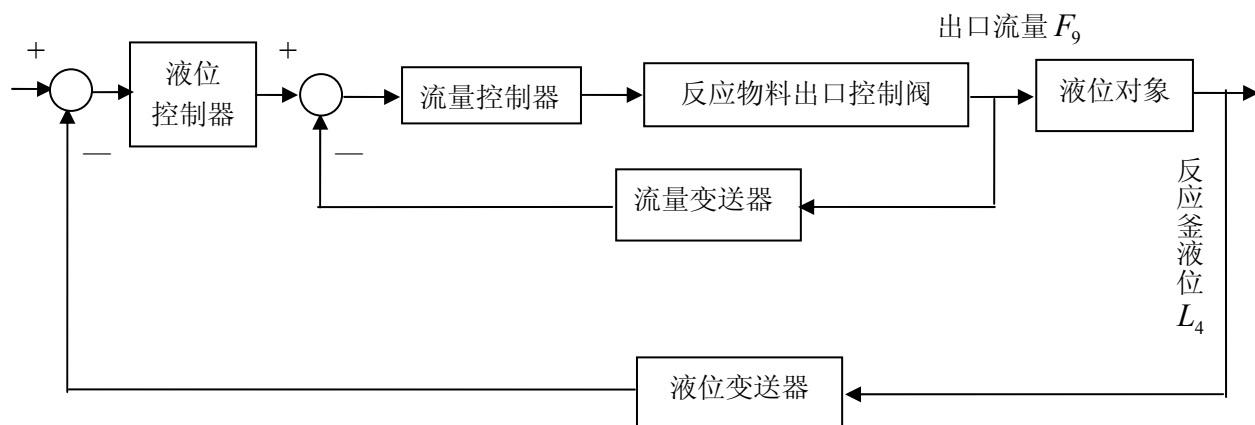 出口流量 F₉
+
液位
控制器
+
流量控制器
反应物料出口控制阀
液位对象
—
—
流量变送器
反应釜液位 L₄
液位变送器